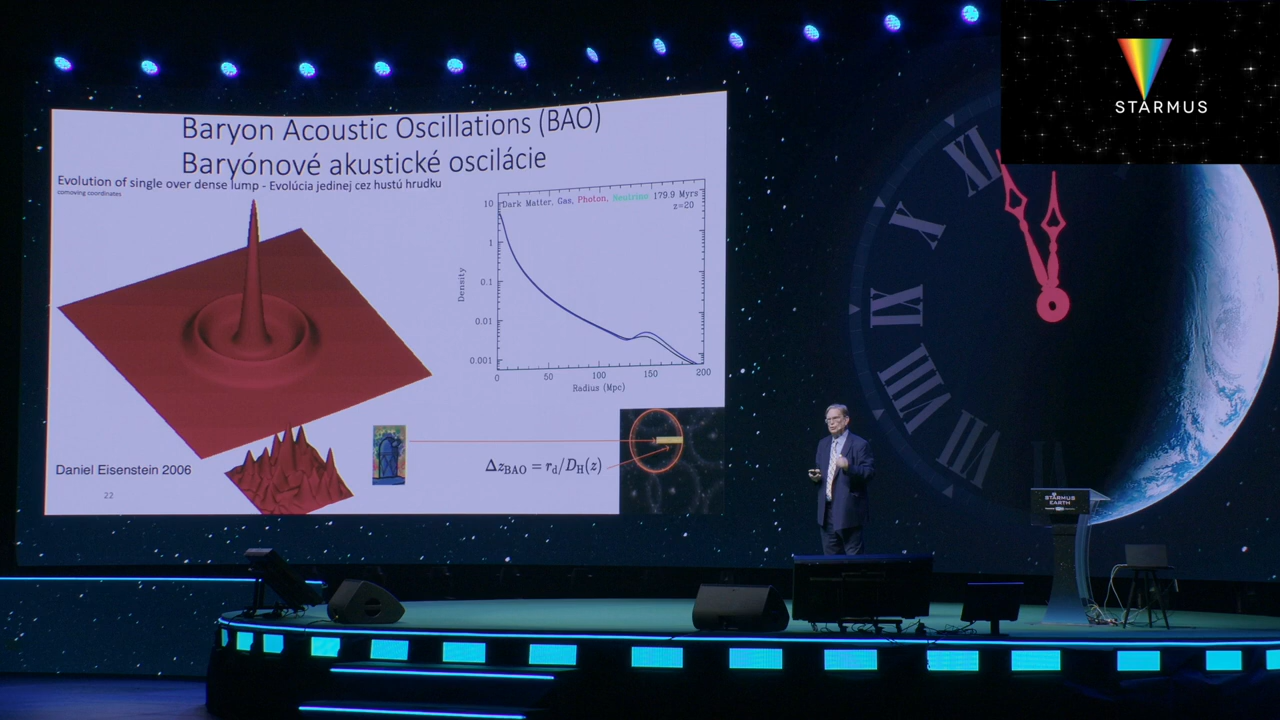 Baryon Acoustic Oscillations (BAO)
Baryónové akustické oscilácie
Evolution of single over dense lump - Evolúcia jedinej cez hustú hrudku
comoving coordinates
Dark Matter, Gas, Photon, Neutrino 179.9 Myrs
z=20
10
1
0.1
0.01
0.001
Density
0 50 100 150 200
Radius (Mpc)
Δz_BAO = r_d/D_H(z)
Daniel Eisenstein 2006
22
STARMUS
XI
X
IX
VIII
VII
STARMUS
EARTH